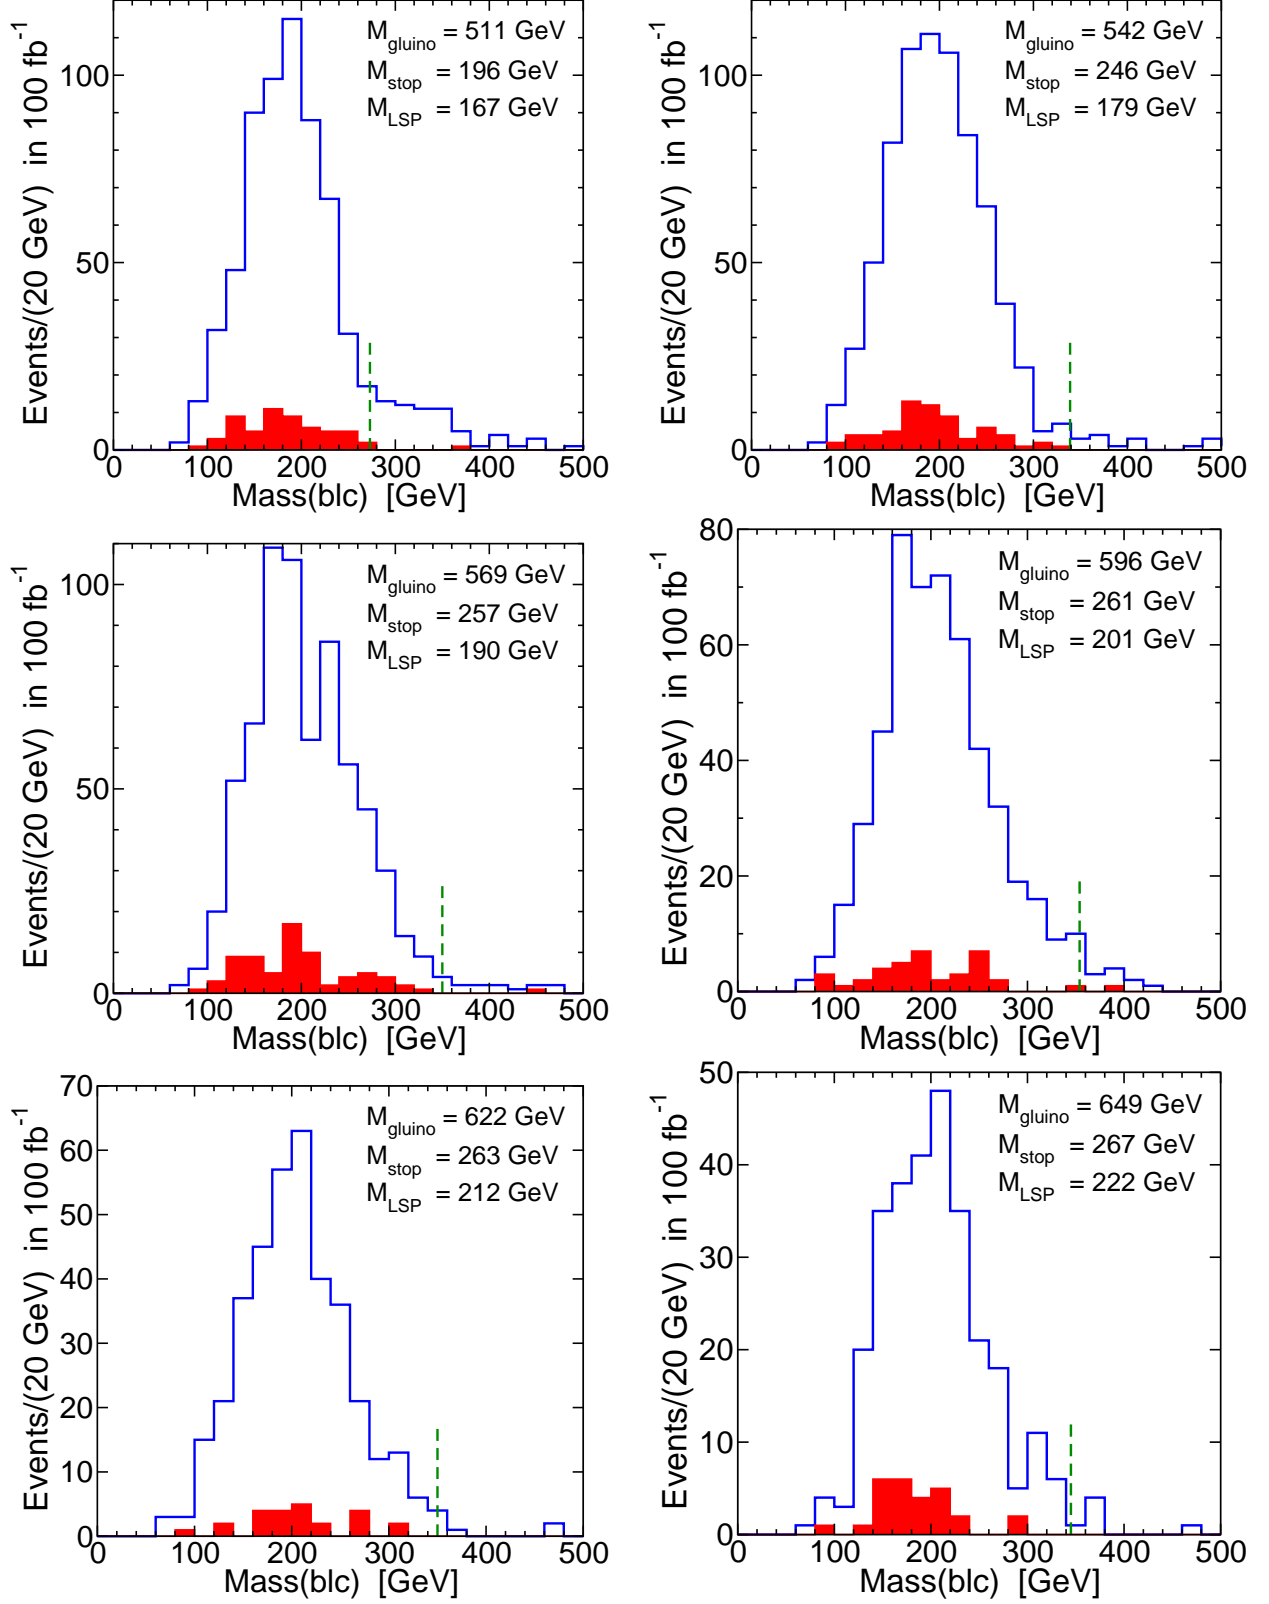 M_gluino = 511 GeV
M_stop = 196 GeV
M_LSP = 167 GeV
Events/(20 GeV) in 100 fb^-1
100
50
0
0 100 200 300 400 500
Mass(blc) [GeV]
M_gluino = 542 GeV
M_stop = 246 GeV
M_LSP = 179 GeV
Events/(20 GeV) in 100 fb^-1
100
50
0
0 100 200 300 400 500
Mass(blc) [GeV]
M_gluino = 569 GeV
M_stop = 257 GeV
M_LSP = 190 GeV
Events/(20 GeV) in 100 fb^-1
100
50
0
0 100 200 300 400 500
Mass(blc) [GeV]
M_gluino = 596 GeV
M_stop = 261 GeV
M_LSP = 201 GeV
Events/(20 GeV) in 100 fb^-1
80
60
40
20
0
0 100 200 300 400 500
Mass(blc) [GeV]
M_gluino = 622 GeV
M_stop = 263 GeV
M_LSP = 212 GeV
Events/(20 GeV) in 100 fb^-1
70
60
50
40
30
20
10
0
0 100 200 300 400 500
Mass(blc) [GeV]
M_gluino = 649 GeV
M_stop = 267 GeV
M_LSP = 222 GeV
Events/(20 GeV) in 100 fb^-1
50
40
30
20
10
0
0 100 200 300 400 500
Mass(blc) [GeV]